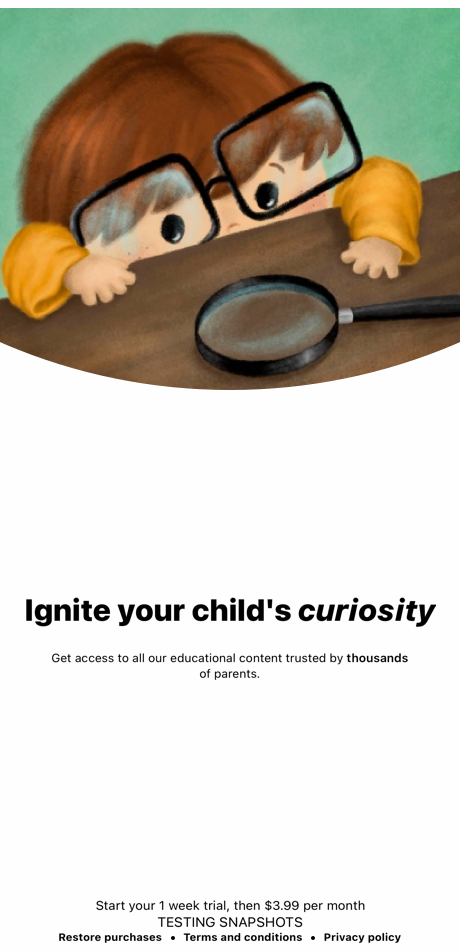 Ignite your child's curiosity
Get access to all our educational content trusted by thousands
of parents.
Start your 1 week trial, then $3.99 per month
TESTING SNAPSHOTS
Restore purchases • Terms and conditions • Privacy policy